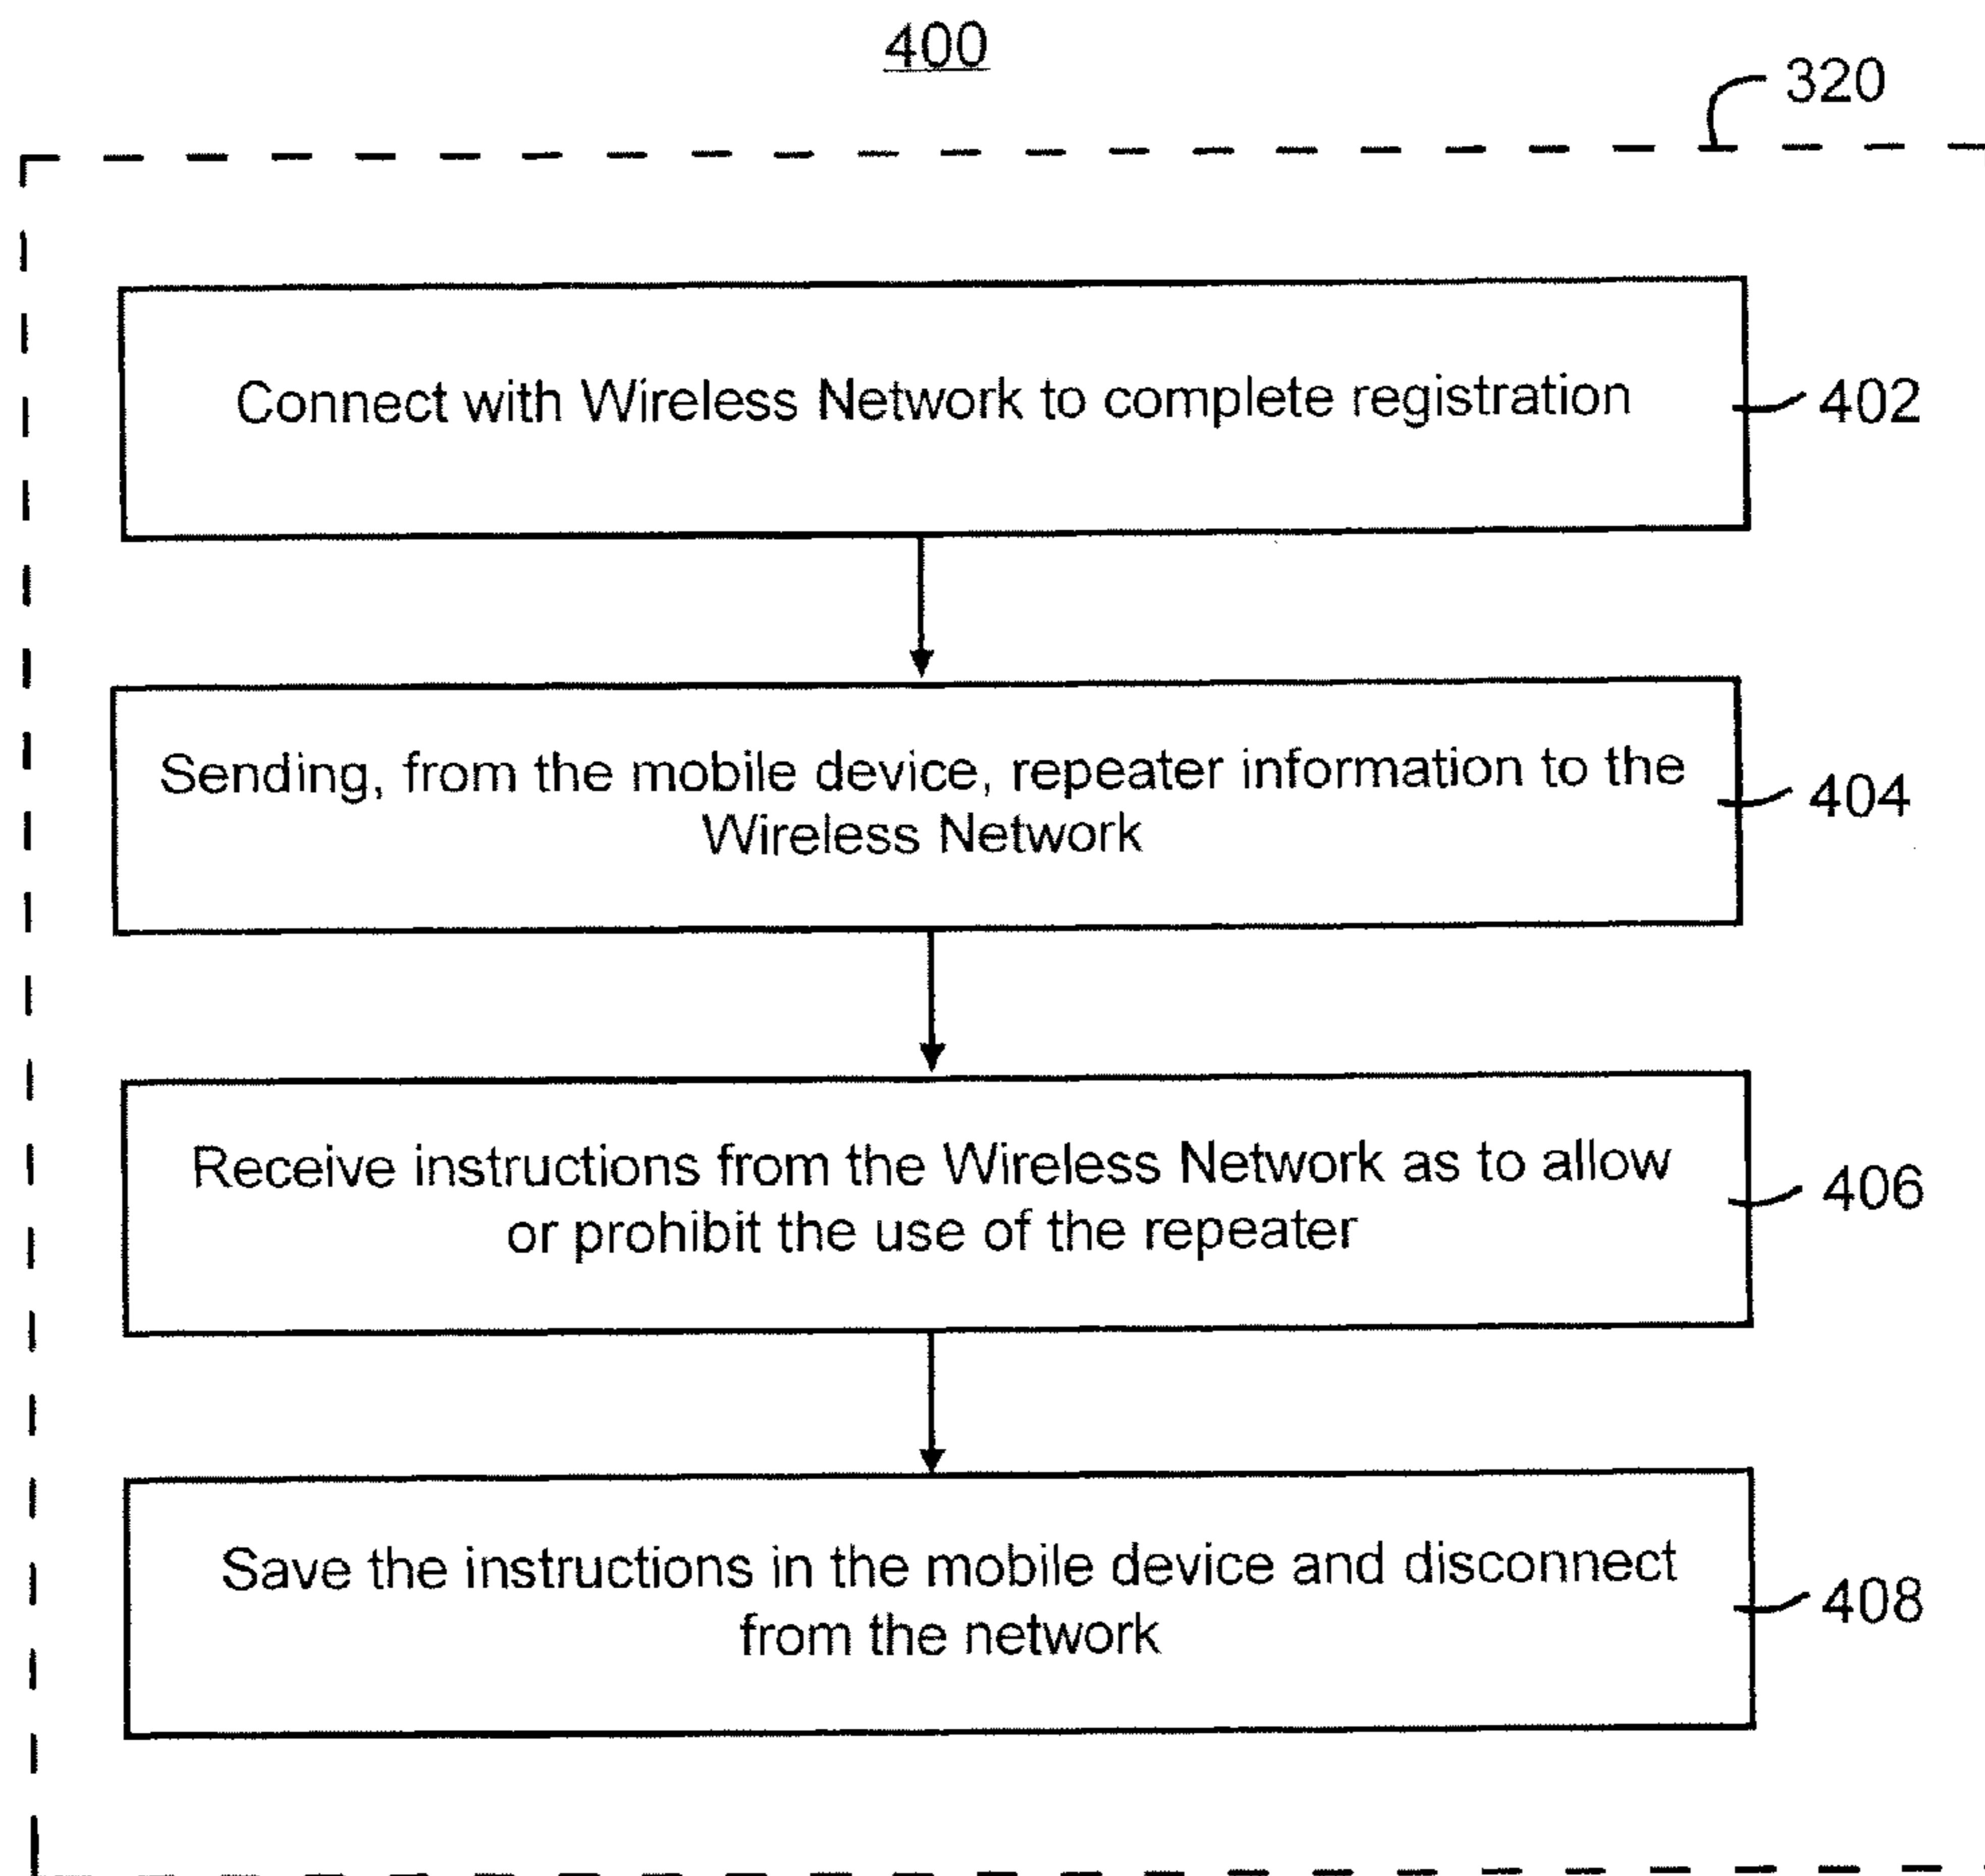 400
320
Connect with Wireless Network to complete registration
402
Sending, from the mobile device, repeater information to the
Wireless Network
404
Receive instructions from the Wireless Network as to allow
or prohibit the use of the repeater
406
Save the instructions in the mobile device and disconnect
from the network
408